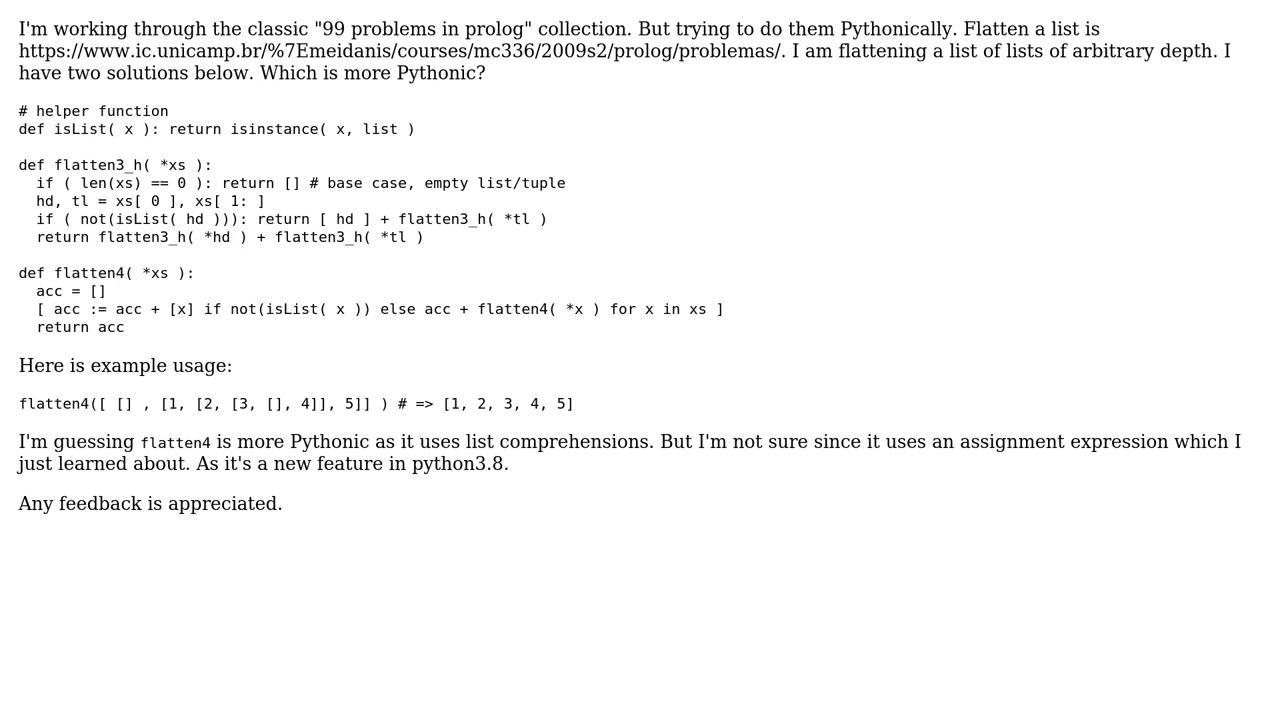 I'm working through the classic "99 problems in prolog" collection. But trying to do them Pythonically. Flatten a list is
https://www.ic.unicamp.br/%7Emeidanis/courses/mc336/2009s2/prolog/problemas/. I am flattening a list of lists of arbitrary depth. I
have two solutions below. Which is more Pythonic?
# helper function
def isList( x ): return isinstance( x, list )
def flatten3_h( *xs ):
  if ( len(xs) == 0 ): return [] # base case, empty list/tuple
  hd, tl = xs[ 0 ], xs[ 1: ]
  if ( not(isList( hd ))): return [ hd ] + flatten3_h( *tl )
  return flatten3_h( *hd ) + flatten3_h( *tl )
def flatten4( *xs ):
  acc = []
  [ acc := acc + [x] if not(isList( x )) else acc + flatten4( *x ) for x in xs ]
  return acc
Here is example usage:
flatten4([ [] , [1, [2, [3, [], 4]], 5]] ) # => [1, 2, 3, 4, 5]
I'm guessing flatten4 is more Pythonic as it uses list comprehensions. But I'm not sure since it uses an assignment expression which I
just learned about. As it's a new feature in python3.8.
Any feedback is appreciated.